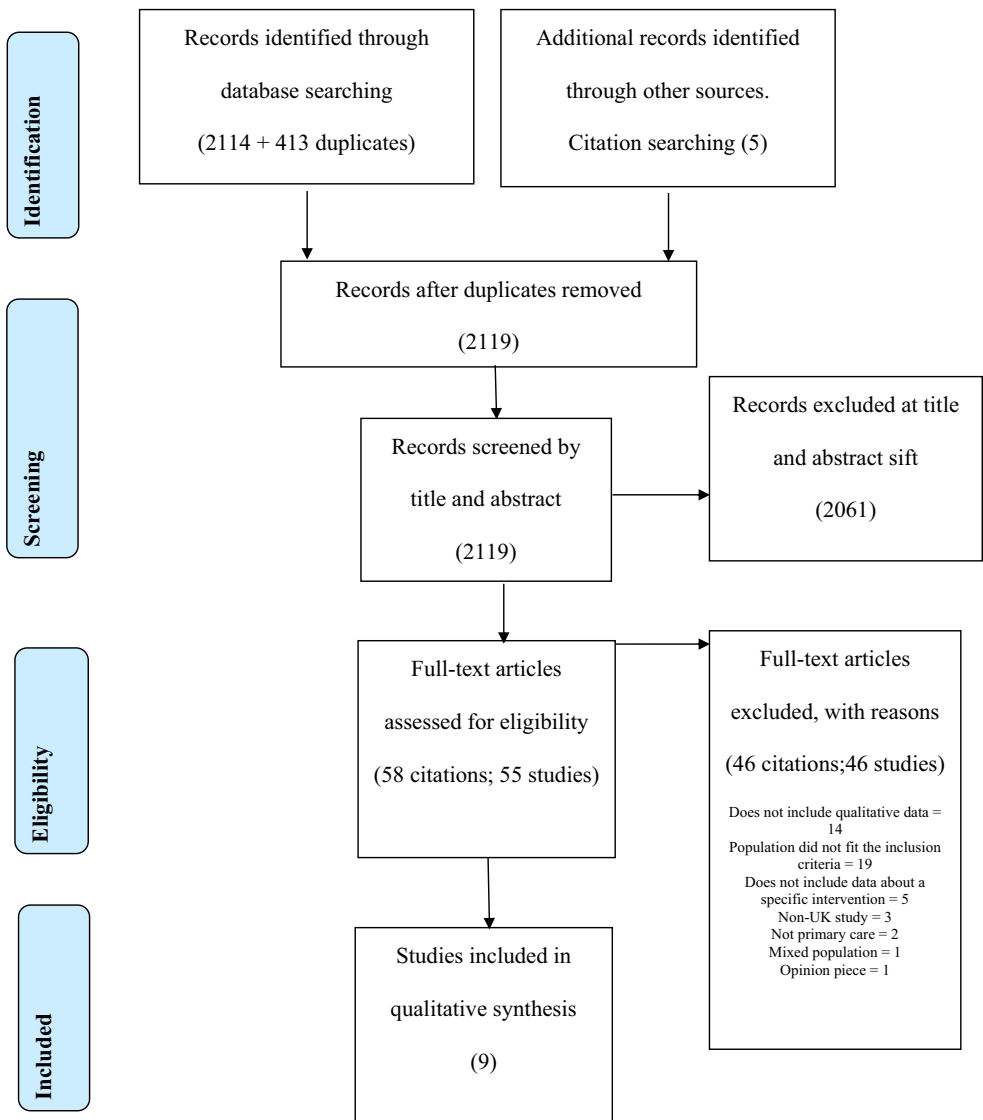 Identification
Records identified through
database searching
(2114 + 413 duplicates)
Additional records identified
through other sources.
Citation searching (5)
Records after duplicates removed
(2119)
Screening
Records screened by
title and abstract
(2119)
Records excluded at title
and abstract sift
(2061)
Eligibility
Full-text articles
assessed for eligibility
(58 citations; 55 studies)
Full-text articles
excluded, with reasons
(46 citations;46 studies)
Does not include qualitative data =
14
Population did not fit the inclusion
criteria = 19
Does not include data about a
specific intervention = 5
Non-UK study = 3
Not primary care = 2
Mixed population = 1
Opinion piece = 1
Included
Studies included in
qualitative synthesis
(9)